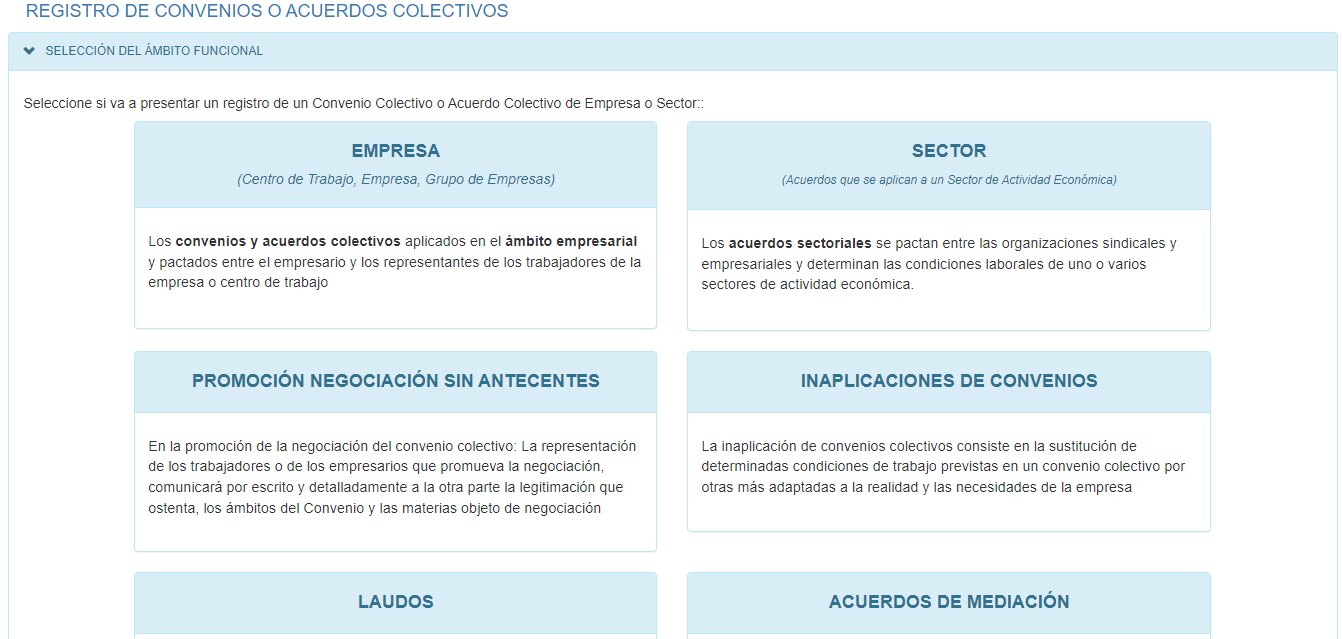 REGISTRO DE CONVENIOS O ACUERDOS COLECTIVOS
SELECCIÓN DEL ÁMBITO FUNCIONAL
Seleccione si va a presentar un registro de un Convenio Colectivo o Acuerdo Colectivo de Empresa o Sector::
EMPRESA
(Centro de Trabajo, Empresa, Grupo de Empresas)
Los convenios y acuerdos colectivos aplicados en el ámbito empresarial
y pactados entre el empresario y los representantes de los trabajadores de la
empresa o centro de trabajo
SECTOR
(Acuerdos que se aplican a un Sector de Actividad Económica)
Los acuerdos sectoriales se pactan entre las organizaciones sindicales y
empresariales y determinan las condiciones laborales de uno o varios
sectores de actividad económica.
PROMOCIÓN NEGOCIACIÓN SIN ANTECENTES
En la promoción de la negociación del convenio colectivo: La representación
de los trabajadores o de los empresarios que promueva la negociación,
comunicará por escrito y detalladamente a la otra parte la legitimación que
ostenta, los ámbitos del Convenio y las materias objeto de negociación
INAPLICACIONES DE CONVENIOS
La inaplicación de convenios colectivos consiste en la sustitución de
determinadas condiciones de trabajo previstas en un convenio colectivo por
otras más adaptadas a la realidad y las necesidades de la empresa
LAUDOS
ACUERDOS DE MEDIACIÓN